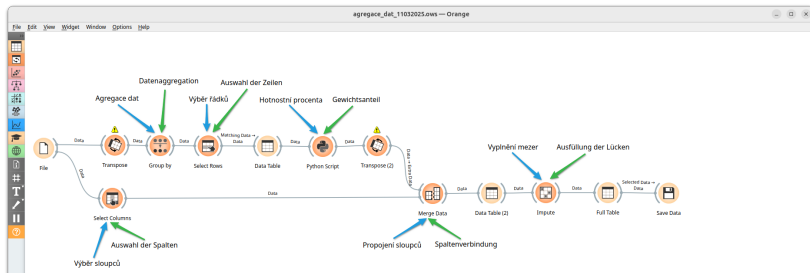 agregace_dat_11032025.ows — Orange
File Edit View Widget Window Options Help
Datenaggregation
Auswahl der Zeilen
Agregace dat
Výběr řádků
Hotnostní procenta
Gewichtsanteil
Matching Data →
Data
Data
Data
Data
Data
Data
File
Transpose
Group by
Select Rows
Data Table
Python Script
Transpose (2)
Data
Data → Extra Data
Vyplnění mezer
Ausfüllung der Lücken
Data
Data
Data
Data
Selected Data →
Data
Select Columns
Merge Data
Data Table (2)
Impute
Full Table
Save Data
Auswahl der Spalten
Propojení sloupců
Spaltenverbindung
Výběr sloupců